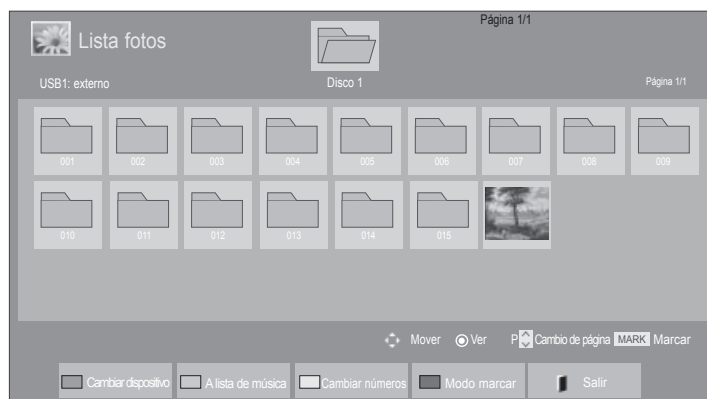 Página 1/1
Lista fotos
USB1: externo
Disco 1
Página 1/1
001 002 003 004 005 006 007 008 009
010 011 012 013 014 015
Mover Ver P Cambio de página MARK Marcar
Cambiar dispositivo A lista de música Cambiar números Modo marcar Salir